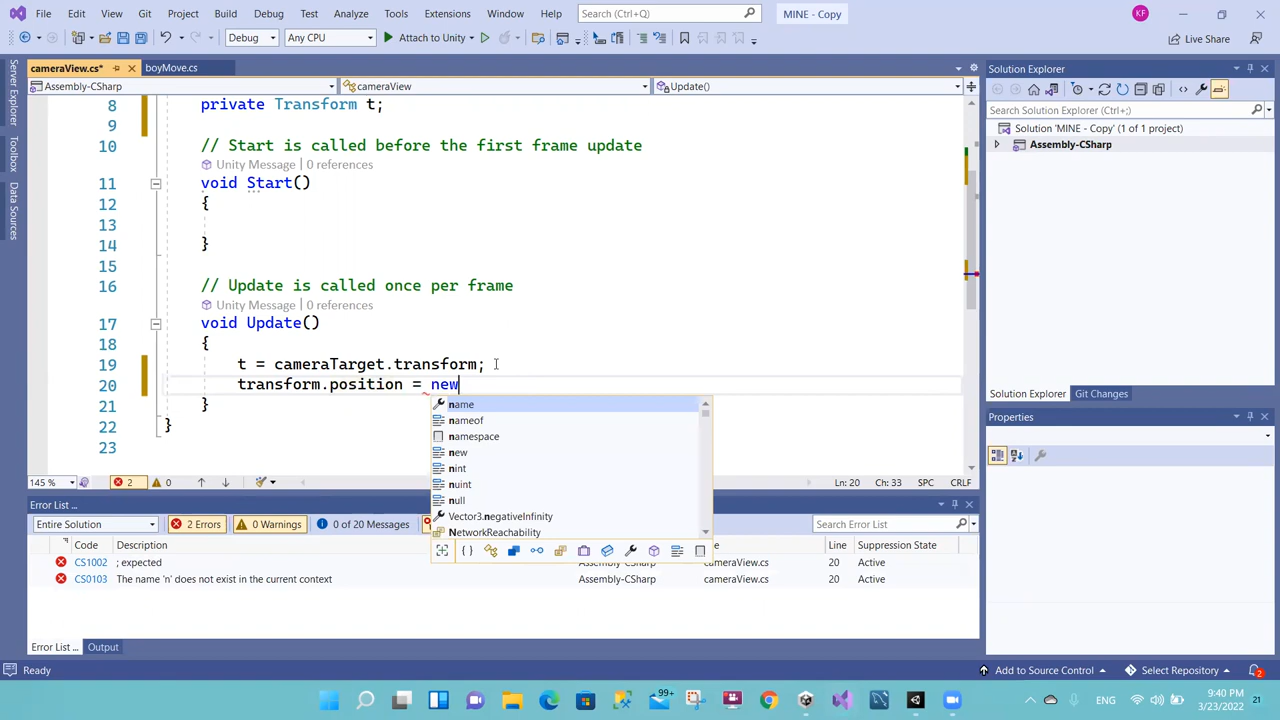 File Edit View Git Project Build Debug Test Analyze Tools Extensions Window Help Search (Ctrl+Q) MINE - Copy KF
Debug Any CPU Attach to Unity Live Share
cameraView.cs* boyMove.cs
Assembly-CSharp cameraView Update()
Server Explorer
Toolbox
Data Sources
8 private Transform t;
9
10 // Start is called before the first frame update
Unity Message | 0 references
11 void Start()
12 {
13
14 }
15
16 // Update is called once per frame
Unity Message | 0 references
17 void Update()
18 {
19 t = cameraTarget.transform;
20 transform.position = new
21 }
22 }
23
name
nameof
namespace
new
nint
nuint
null
Vector3.negativeInfinity
NetworkReachability
145 % 2 0 Ln: 20 Ch: 33 SPC CRLF
Error List ...
Entire Solution 2 Errors 0 Warnings 0 of 20 Messages Search Error List
Code Description Line Suppression State
CS1002 ; expected Assembly-CSharp cameraView.cs 20 Active
CS0103 The name 'n' does not exist in the current context Assembly-CSharp cameraView.cs 20 Active
Error List ... Output
Solution Explorer
Search Solution Explorer (Ctrl+;)
Solution 'MINE - Copy' (1 of 1 project)
Assembly-CSharp
Solution Explorer Git Changes
Properties
Ready Add to Source Control Select Repository 2
99+ ENG 9:40 PM
3/23/2022 21